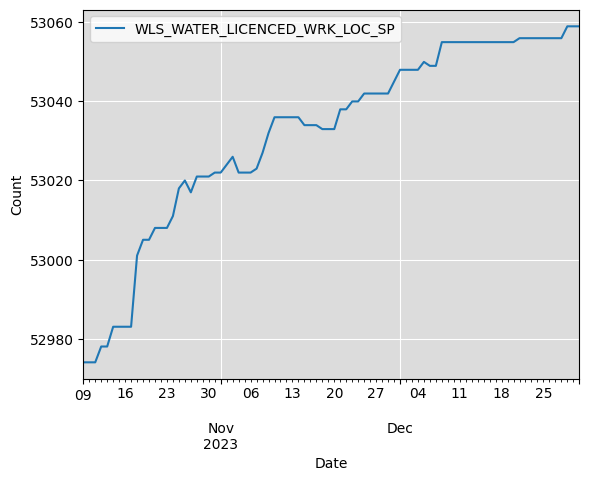 WLS_WATER_LICENCED_WRK_LOC_SP
53060
53040
53020
53000
52980
Count
09 16 23 30 06 13 20 27 04 11 18 25
Nov Dec
2023
Date